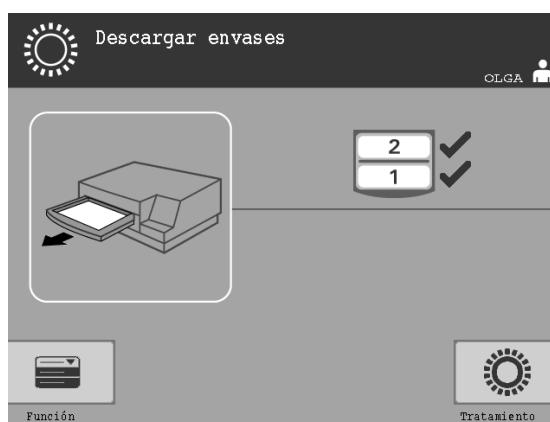 Descargar envases
OLGA
2
1
Función
Tratamiento